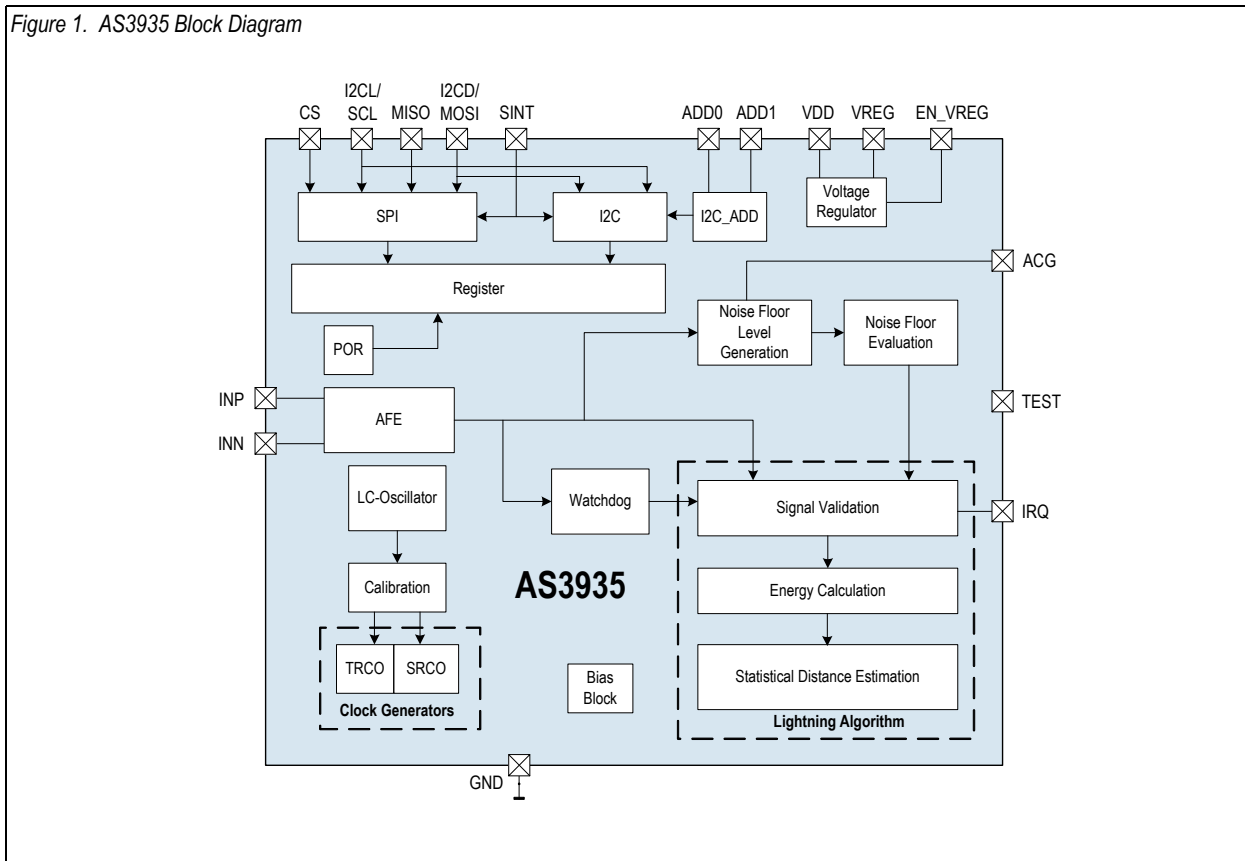 Figure 1. AS3935 Block Diagram
I2CL/
SCL
I2CD/
MOSI
CS
MISO
SINT
ADD0
ADD1
VDD
VREG
EN_VREG
SPI
I2C
I2C_ADD
Voltage
Regulator
Register
ACG
Noise Floor
Level
Generation
Noise Floor
Evaluation
POR
INP
INN
AFE
TEST
LC-Oscillator
Watchdog
Signal Validation
IRQ
Calibration
AS3935
Energy Calculation
TRCO
SRCO
Clock Generators
Bias
Block
Statistical Distance Estimation
Lightning Algorithm
GND